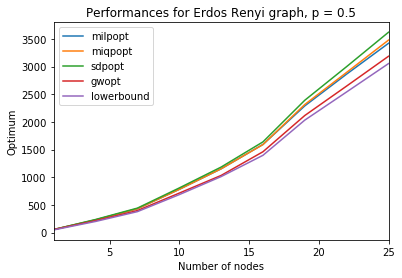 Performances for Erdos Renyi graph, p = 0.5
milpopt
miqpopt
sdpopt
gwopt
lowerbound
Optimum
3500
3000
2500
2000
1500
1000
500
0
5
10
15
20
25
Number of nodes